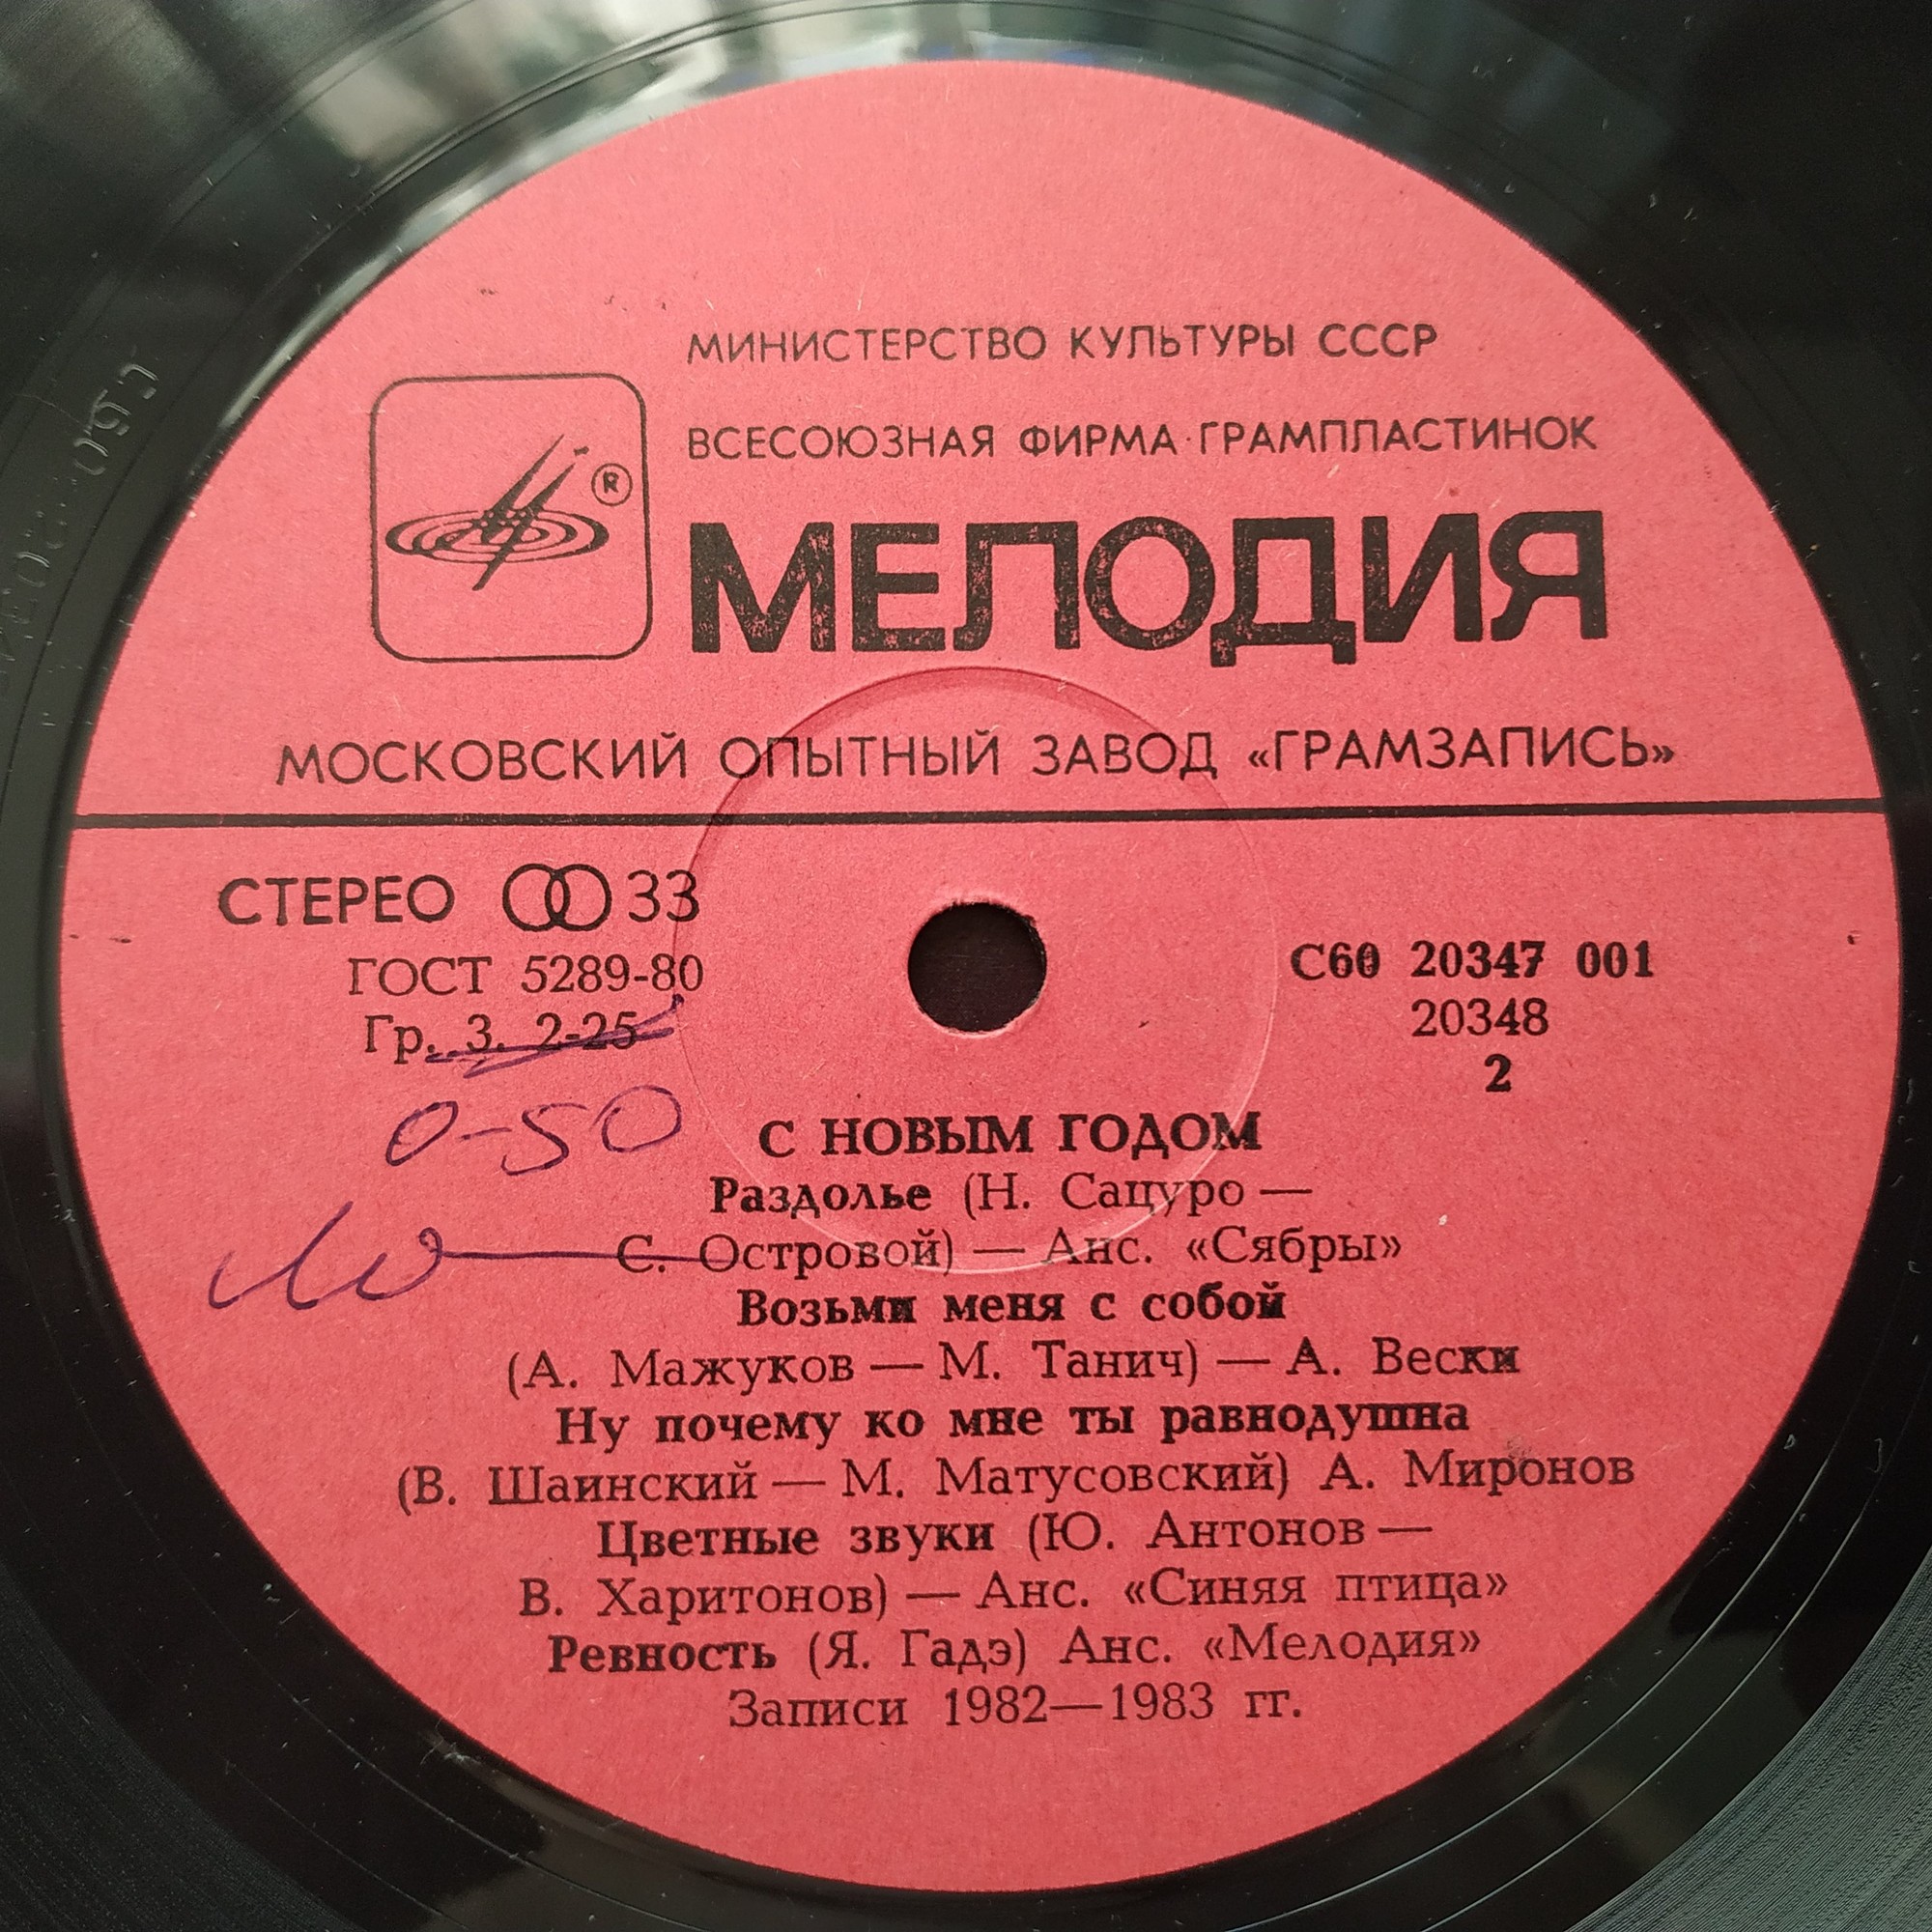 МИНИСТЕРСТВО КУЛЬТУРЫ СССР
ВСЕСОЮЗНАЯ ФИРМА ГРАМПЛАСТИНОК
®
МЕЛОДИЯ
МОСКОВСКИЙ ОПЫТНЫЙ ЗАВОД «ГРАМЗАПИСЬ»
СТЕРЕО 33
ГОСТ 5289-80
Гр. 3. 2-25
0-50
С60 20347 001
20348
2
С НОВЫМ ГОДОМ
Раздолье (Н. Сацуро —
С. Островой) — Анс. «Сябры»
Возьми меня с собой
(А. Мажуков — М. Танич) — А. Вески
Ну почему ко мне ты равнодушна
(В. Шаинский — М. Матусовский) А. Миронов
Цветные звуки (Ю. Антонов —
В. Харитонов) — Анс. «Синяя птица»
Ревность (Я. Гадэ) Анс. «Мелодия»
Записи 1982—1983 гг.